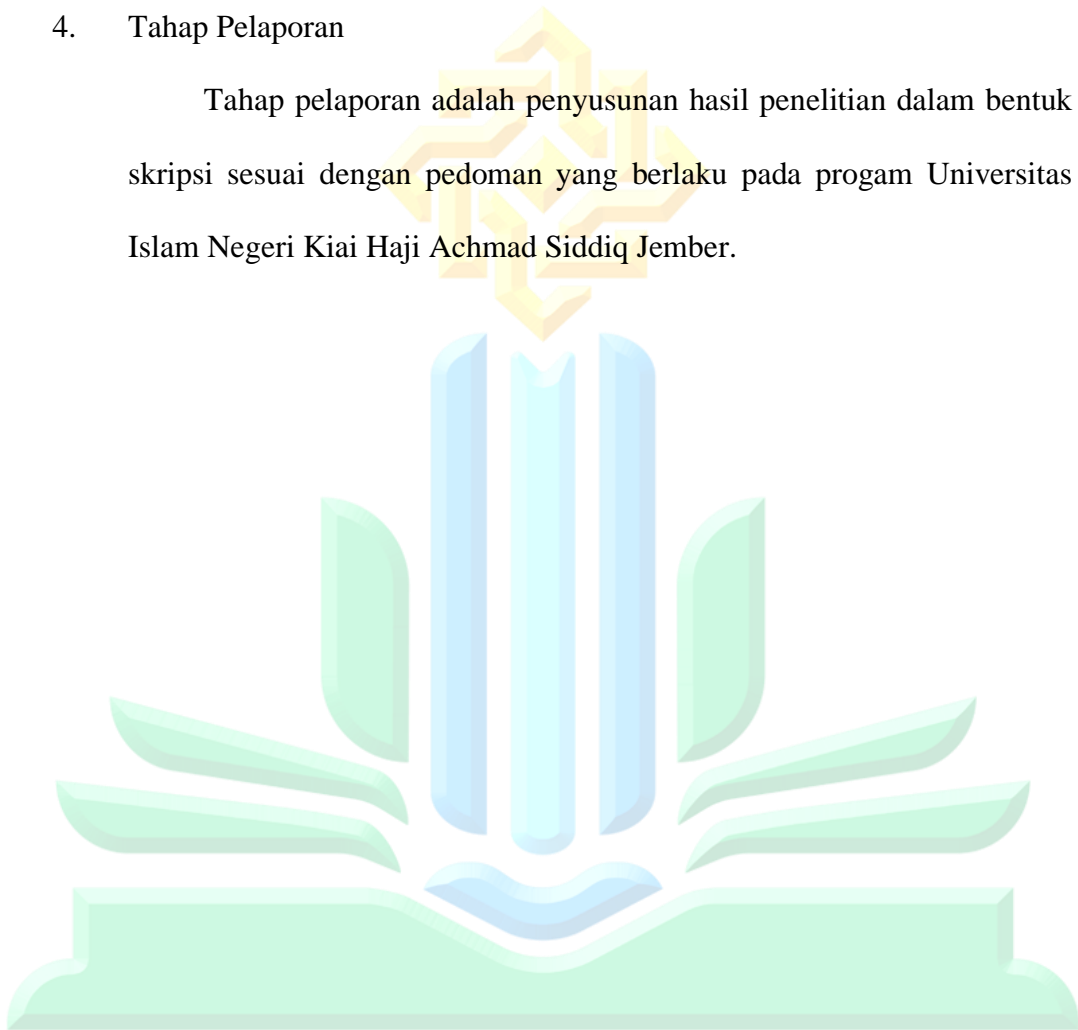 4. Tahap Pelaporan
Tahap pelaporan adalah penyusunan hasil penelitian dalam bentuk
skripsi sesuai dengan pedoman yang berlaku pada progam Universitas
Islam Negeri Kiai Haji Achmad Siddiq Jember.